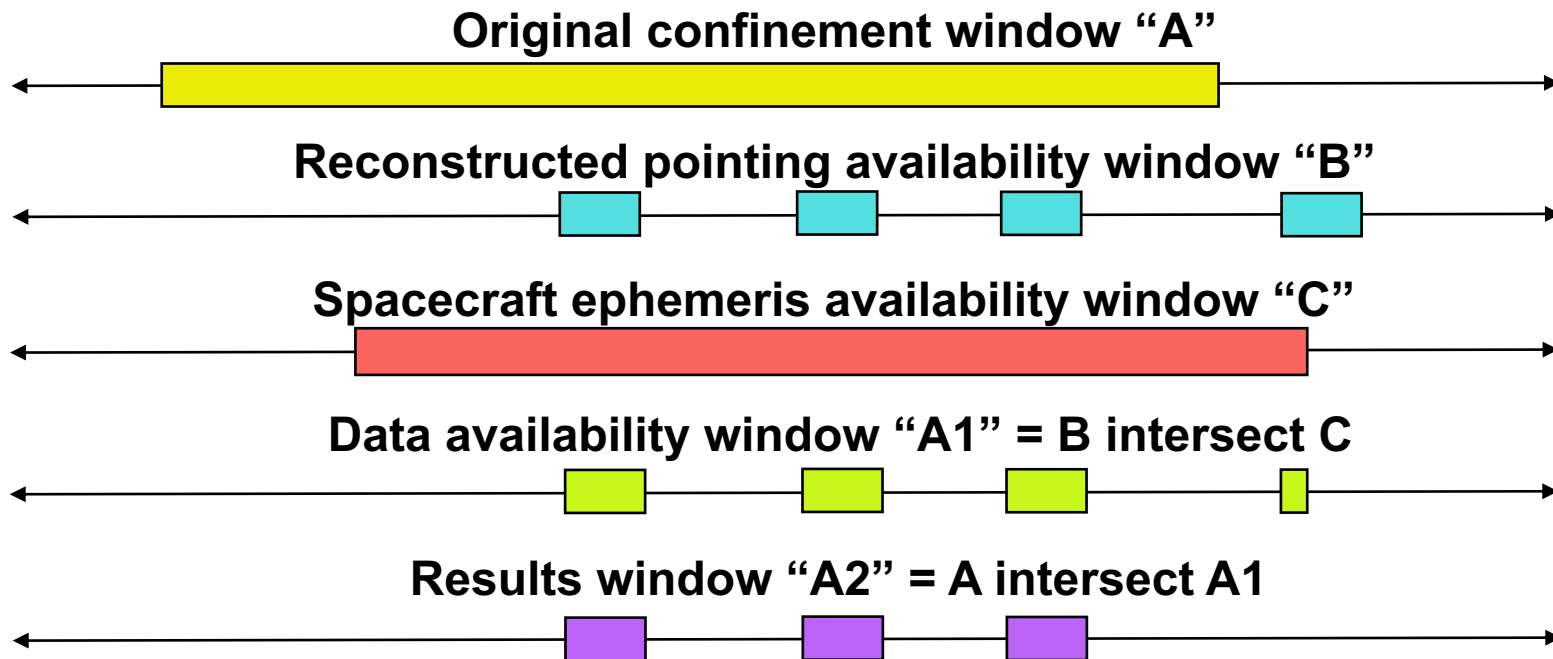 Original confinement window “A”
Reconstructed pointing availability window “B”
Spacecraft ephemeris availability window “C”
Data availability window “A1” = B intersect C
Results window “A2” = A intersect A1